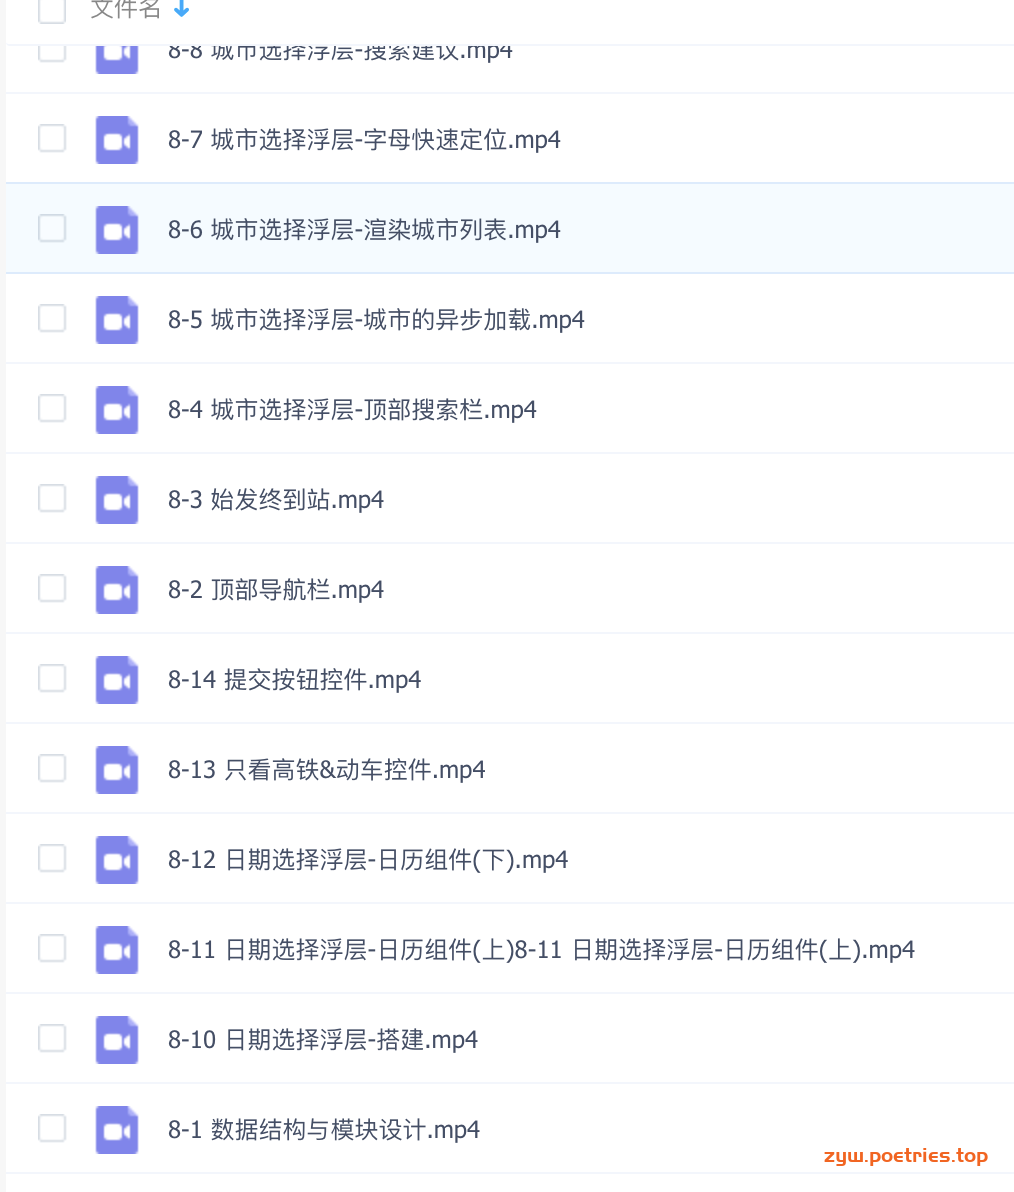 文件名
8-8 城市选择浮层-搜索建议.mp4
8-7 城市选择浮层-字母快速定位.mp4
8-6 城市选择浮层-渲染城市列表.mp4
8-5 城市选择浮层-城市的异步加载.mp4
8-4 城市选择浮层-顶部搜索栏.mp4
8-3 始发终到站.mp4
8-2 顶部导航栏.mp4
8-14 提交按钮控件.mp4
8-13 只看高铁&动车控件.mp4
8-12 日期选择浮层-日历组件(下).mp4
8-11 日期选择浮层-日历组件(上)8-11 日期选择浮层-日历组件(上).mp4
8-10 日期选择浮层-搭建.mp4
8-1 数据结构与模块设计.mp4
zyw.poetries.top